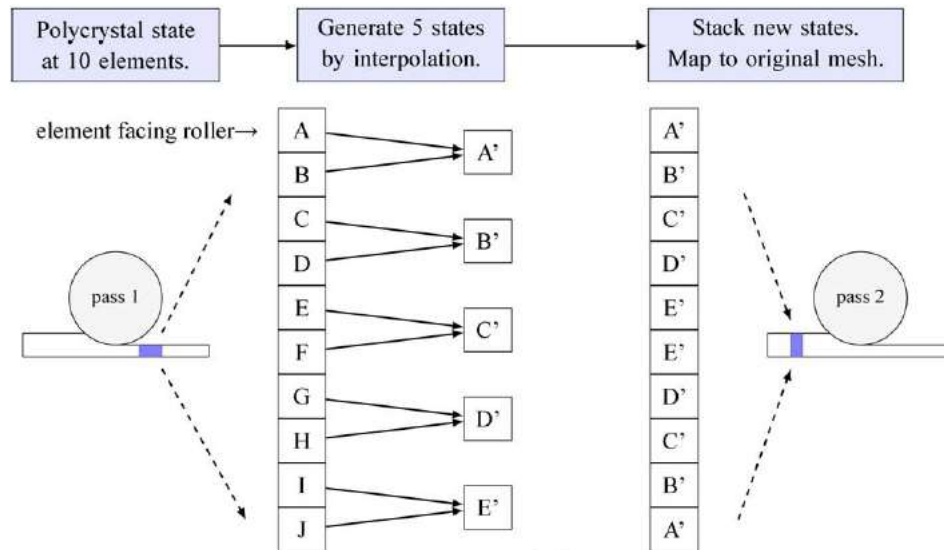 Polycrystal state
at 10 elements.
Generate 5 states
by interpolation.
Stack new states.
Map to original mesh.
element facing roller→
A
B
C
D
E
F
G
H
I
J
A'
B'
C'
D'
E'
A'
B'
C'
D'
E'
E'
D'
C'
B'
A'
pass 1
pass 2